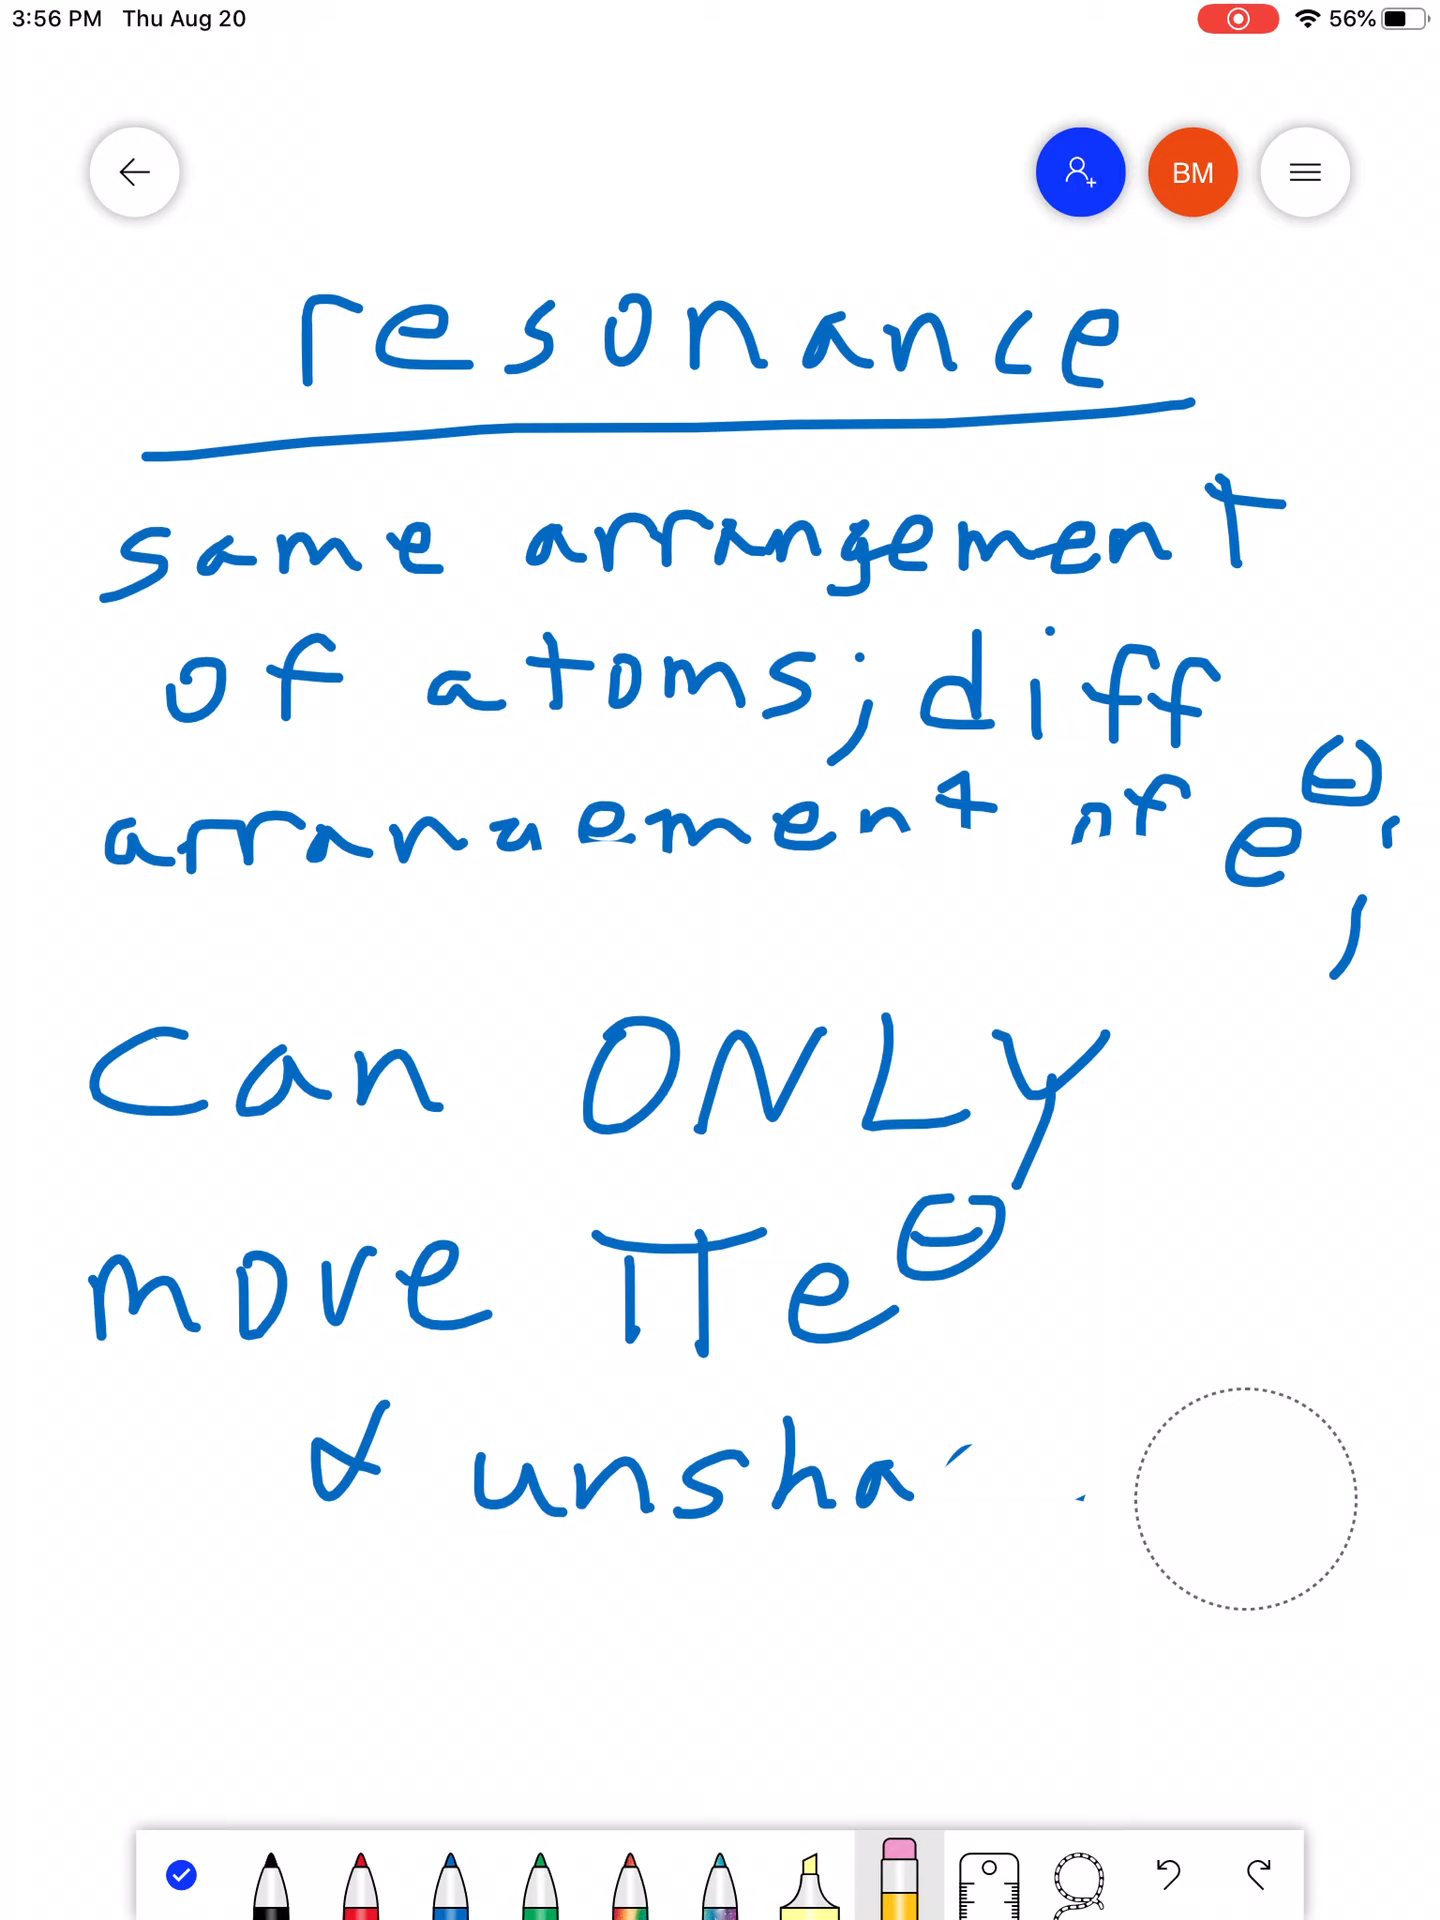 3:56 PM Thu Aug 20 56%
BM
resonance
same arrangement
of atoms; diff
arrangement of e⊖;
Can ONLY
move πe⊖
& unsha